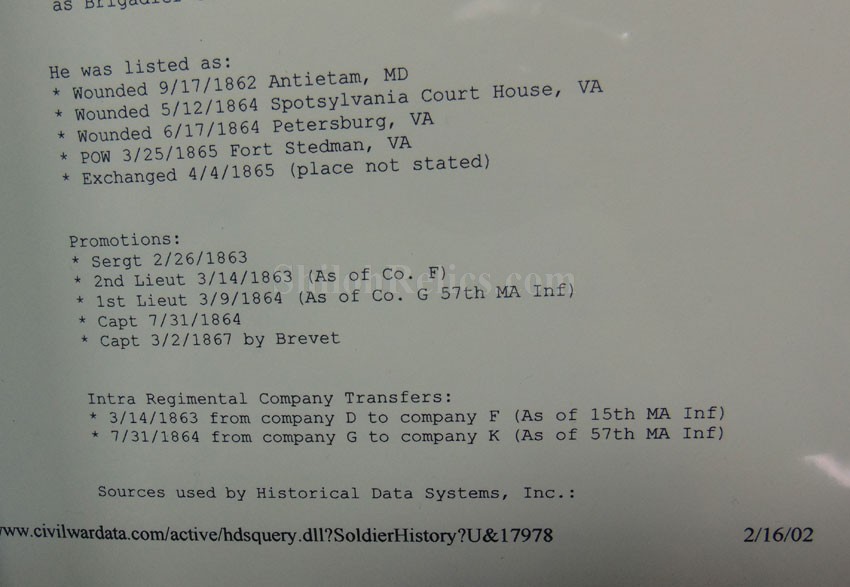 as
He was listed as:
* Wounded 9/17/1862 Antietam, MD
* Wounded 5/12/1864 Spotsylvania Court House, VA
* Wounded 6/17/1864 Petersburg, VA
* POW 3/25/1865 Fort Stedman, VA
* Exchanged 4/4/1865 (place not stated)
Promotions:
* Sergt 2/26/1863
* 2nd Lieut 3/14/1863 (As of Co. F)
ShilohRelics.com
* 1st Lieut 3/9/1864 (As of Co. G 57th MA Inf)
* Capt 7/31/1864
* Capt 3/2/1867 by Brevet
Intra Regimental Company Transfers:
* 3/14/1863 from company D to company F (As of 15th MA Inf)
* 7/31/1864 from company G to company K (As of 57th MA Inf)
Sources used by Historical Data Systems, Inc.:
www.civilwardata.com/active/hdsquery.dll?SoldierHistory?U&17978 2/16/02